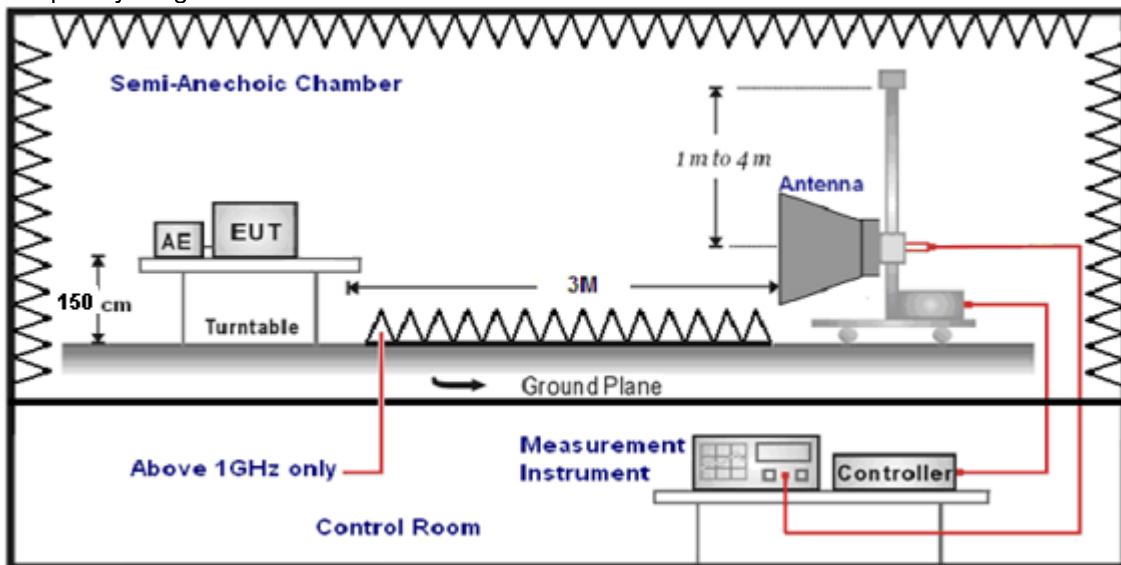 Semi-Anechoic Chamber
1 m to 4 m
Antenna
AE
EUT
150 cm
3M
Turntable
Ground Plane
Above 1GHz only
Measurement
Instrument
Controller
Control Room